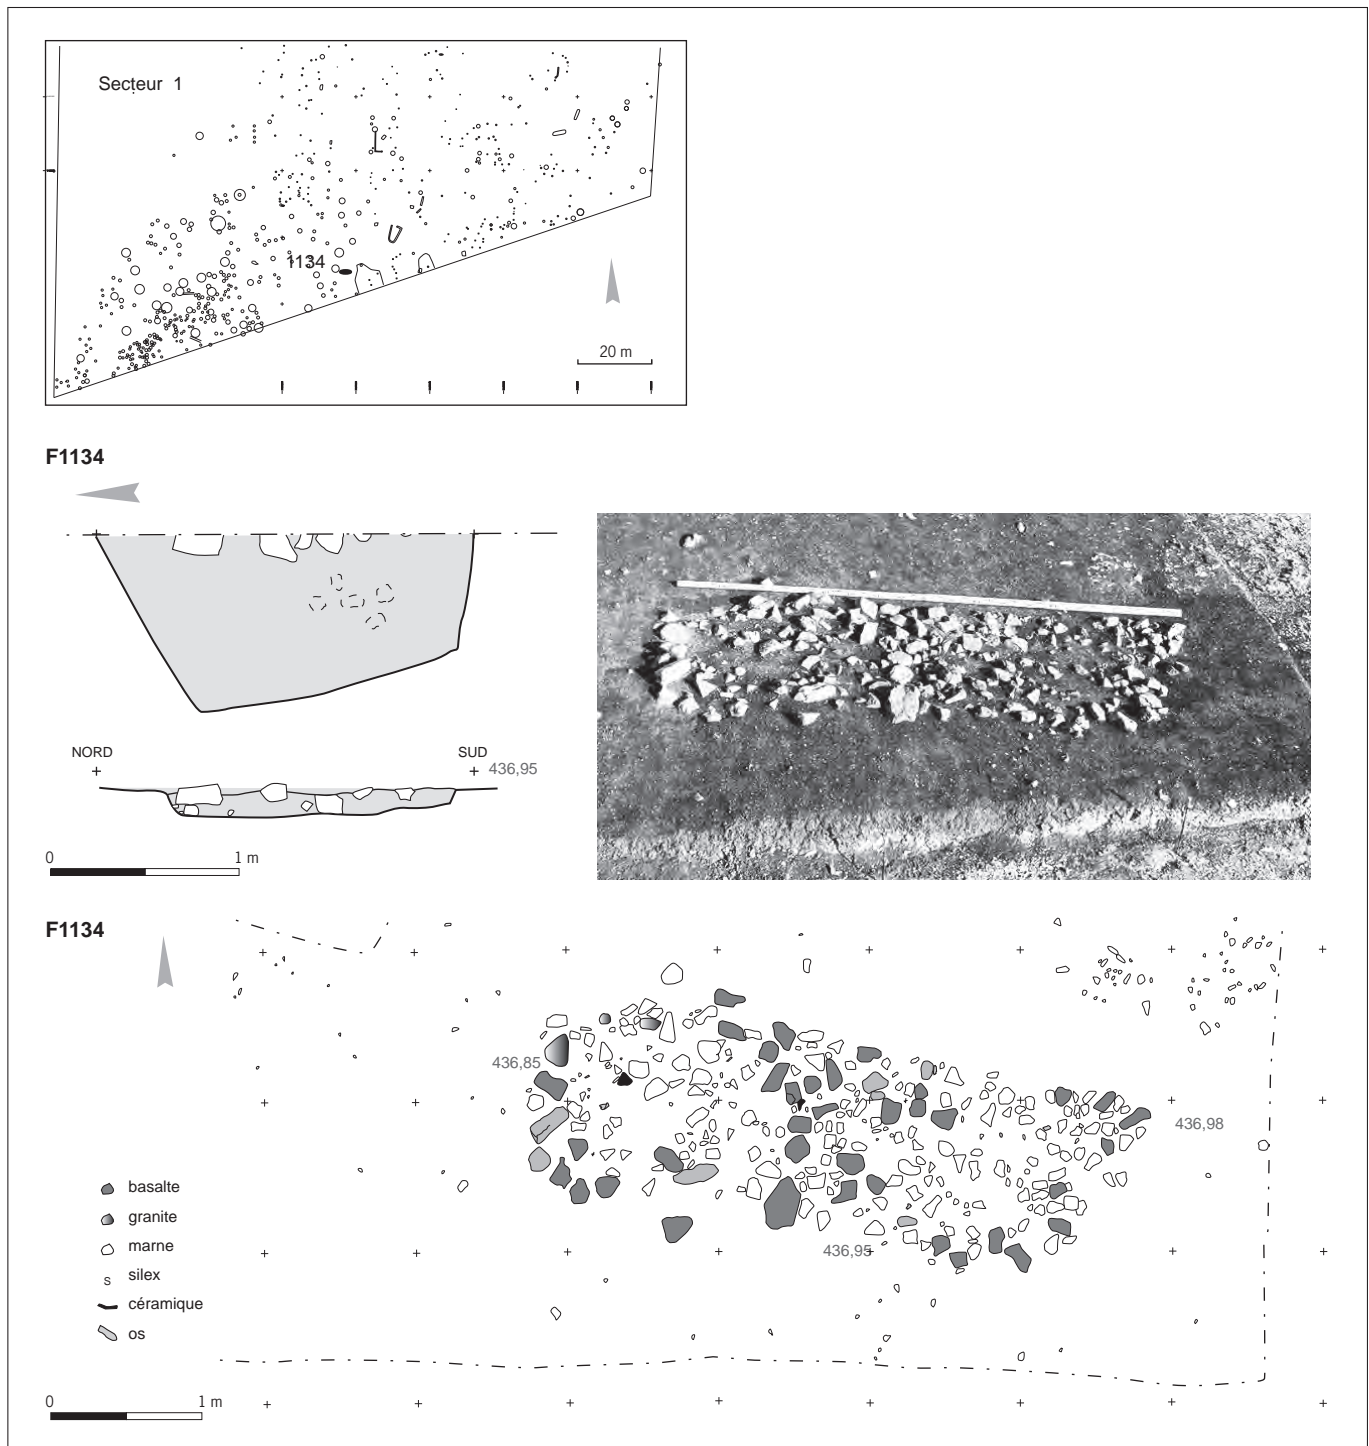 Secteur 1
1134
20 m
F1134
NORD
SUD
436,95
0 1 m
F1134
436,85
436,98
436,95
basalte
granite
marne
S silex
céramique
os
0 1 m